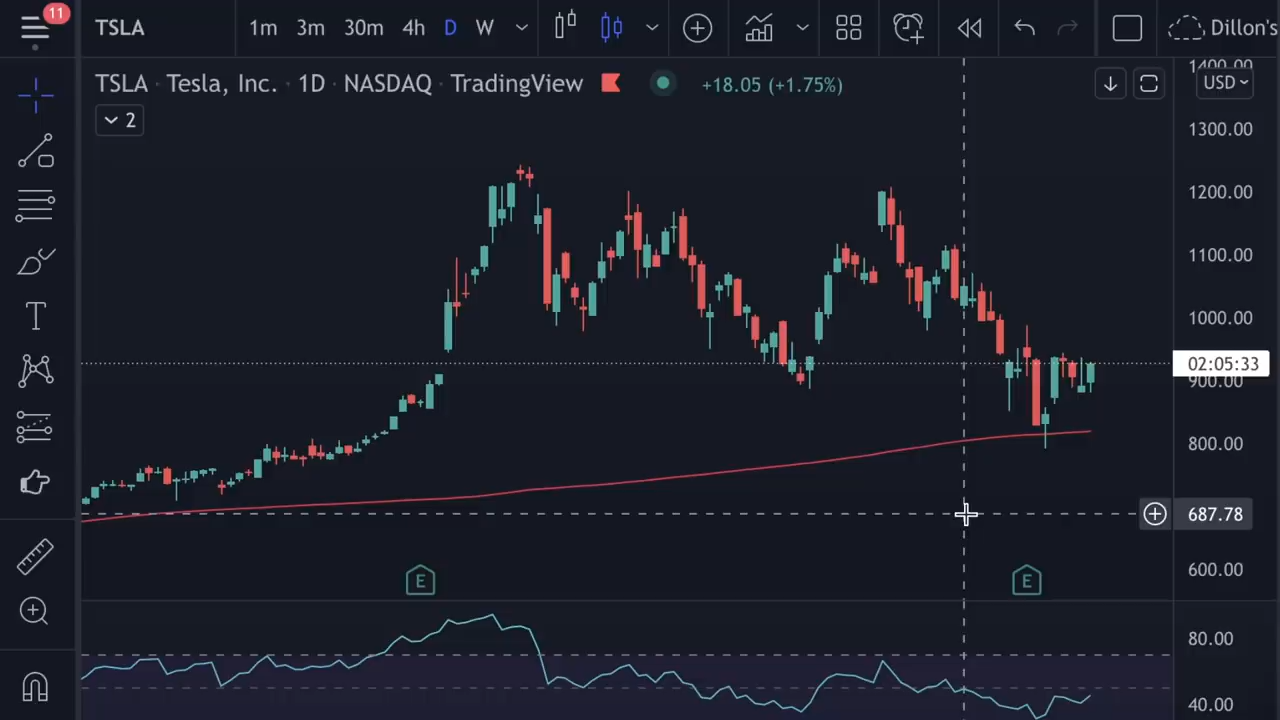 11
TSLA 1m 3m 30m 4h D W Dillon's
TSLA · Tesla, Inc. · 1D · NASDAQ · TradingView +18.05 (+1.75%)
USD
2
1400.00
1300.00
1200.00
1100.00
1000.00
02:05:33
900.00
800.00
687.78
600.00
E E
80.00
40.00
T